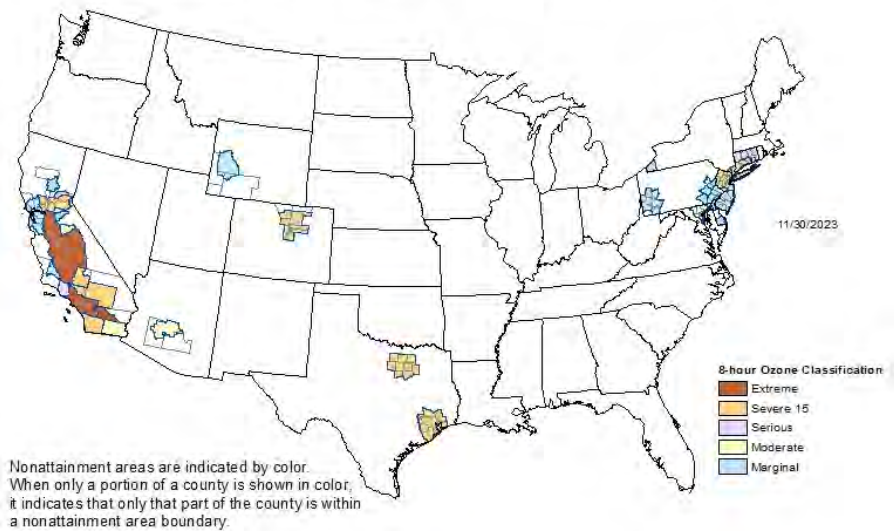 11/30/2023
8-hour Ozone Classification
Extreme
Severe 15
Serious
Moderate
Marginal
Nonattainment areas are indicated by color.
When only a portion of a county is shown in color,
it indicates that only that part of the county is within
a nonattainment area boundary.